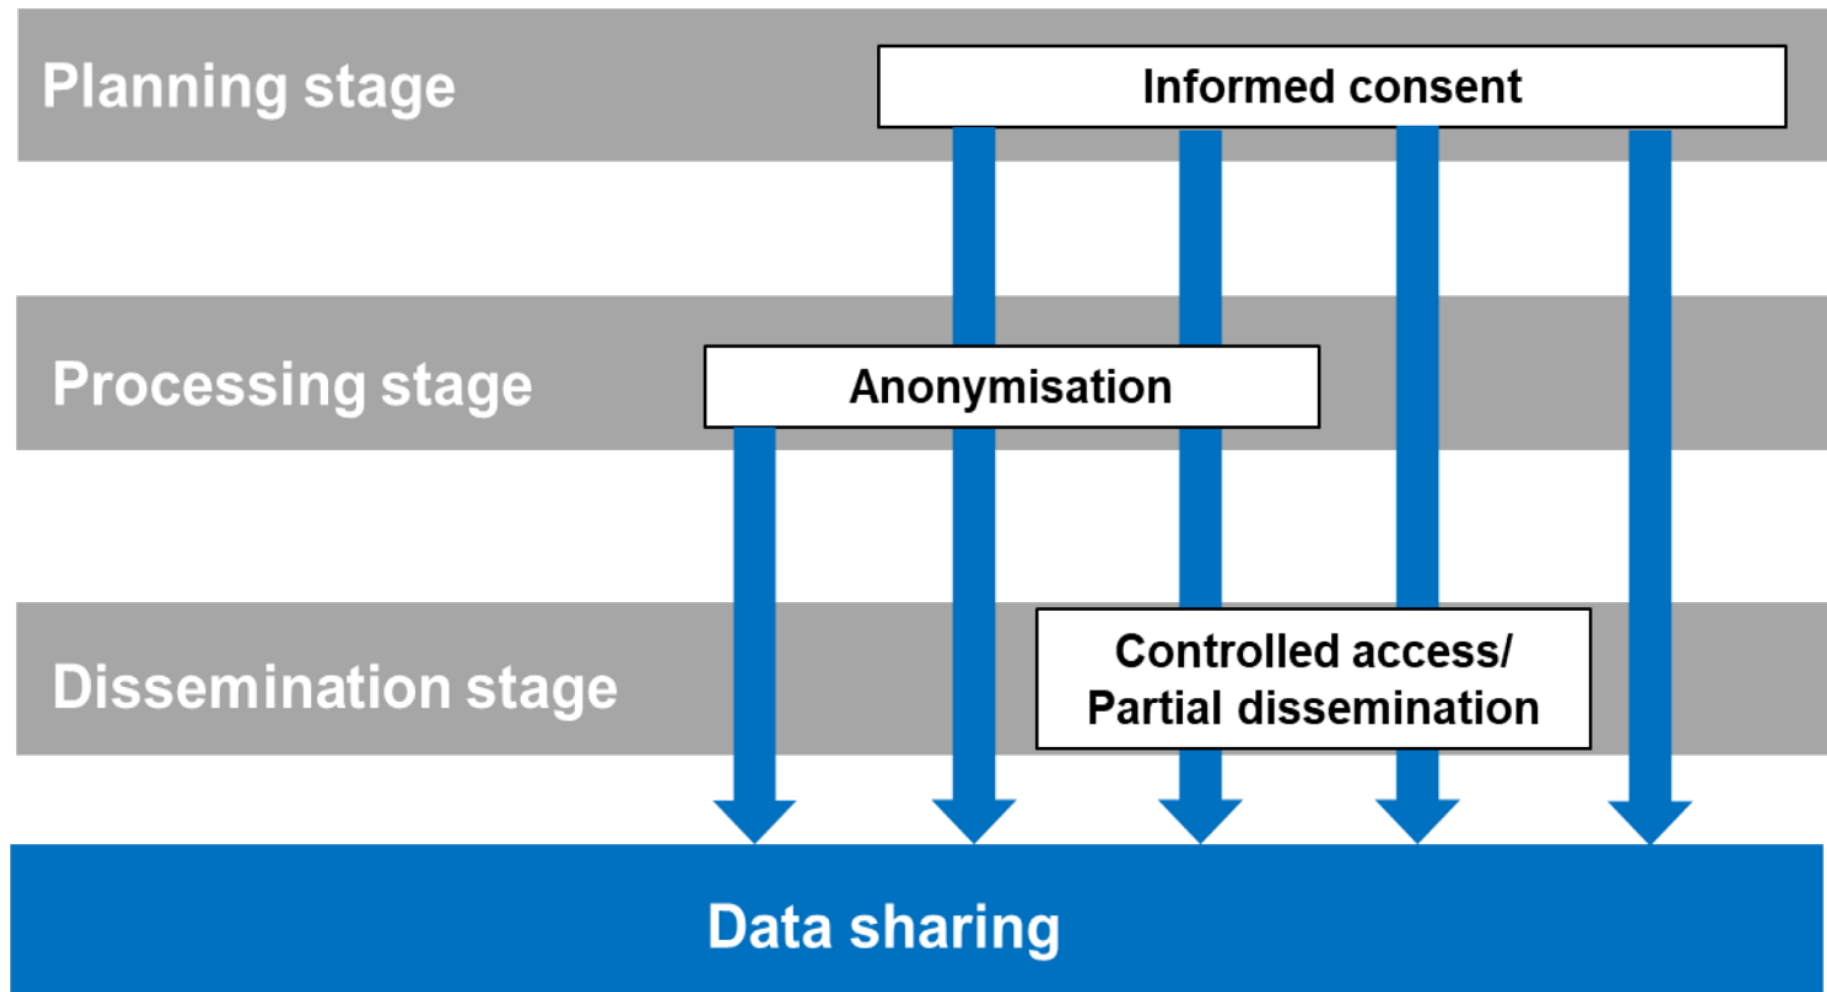 Planning stage
Informed consent
Processing stage
Anonymisation
Dissemination stage
Controlled access/
Partial dissemination
Data sharing